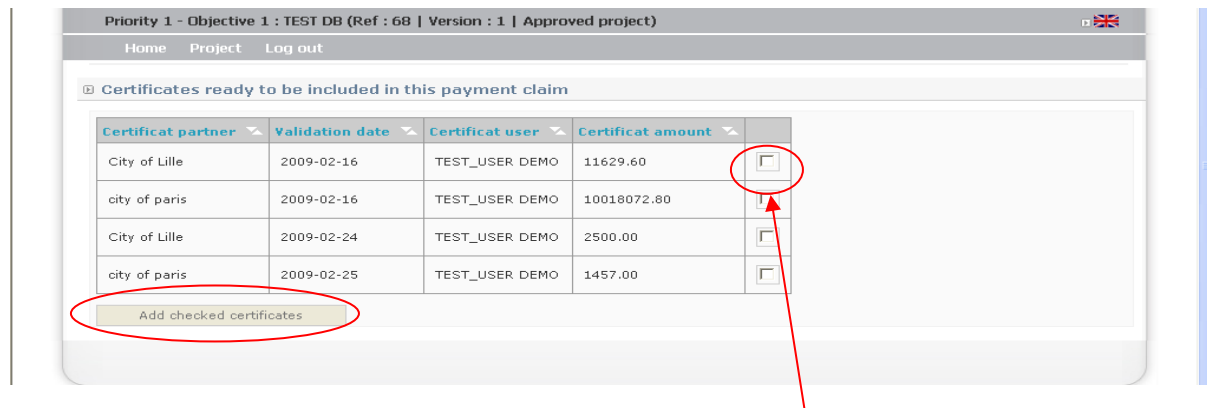 Priority 1 - Objective 1 : TEST DB (Ref : 68 | Version : 1 | Approved project)
Home Project Log out
Certificates ready to be included in this payment claim
Certificat partner Validation date Certificat user Certificat amount
City of Lille 2009-02-16 TEST_USER DEMO 11629.60
city of paris 2009-02-16 TEST_USER DEMO 10018072.80
City of Lille 2009-02-24 TEST_USER DEMO 2500.00
city of paris 2009-02-25 TEST_USER DEMO 1457.00
Add checked certificates